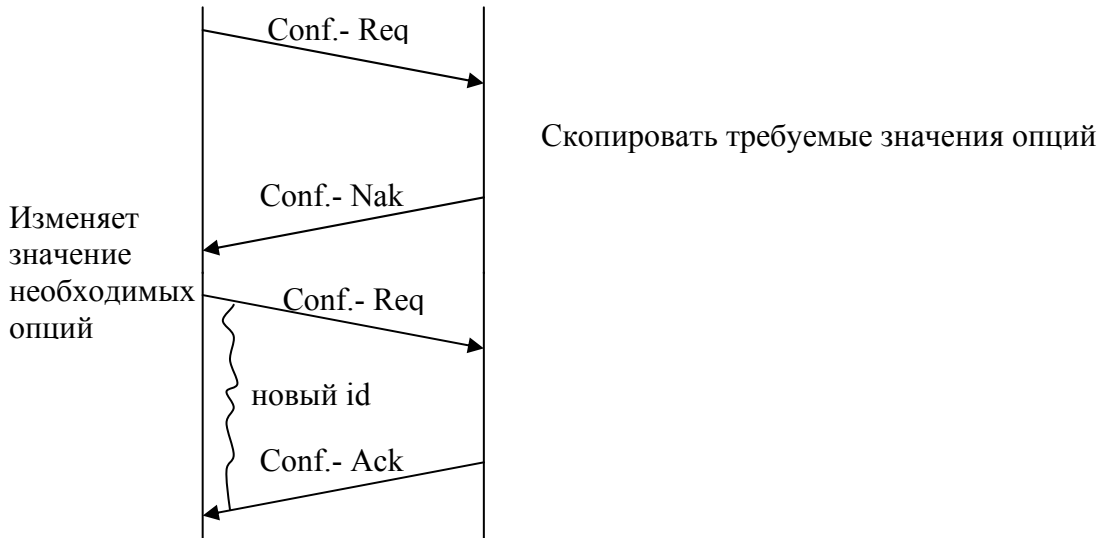 Conf.- Req
Скопировать требуемые значения опций
Conf.- Nak
Изменяет
значение
необходимых
опций
Conf.- Req
новый id
Conf.- Ack